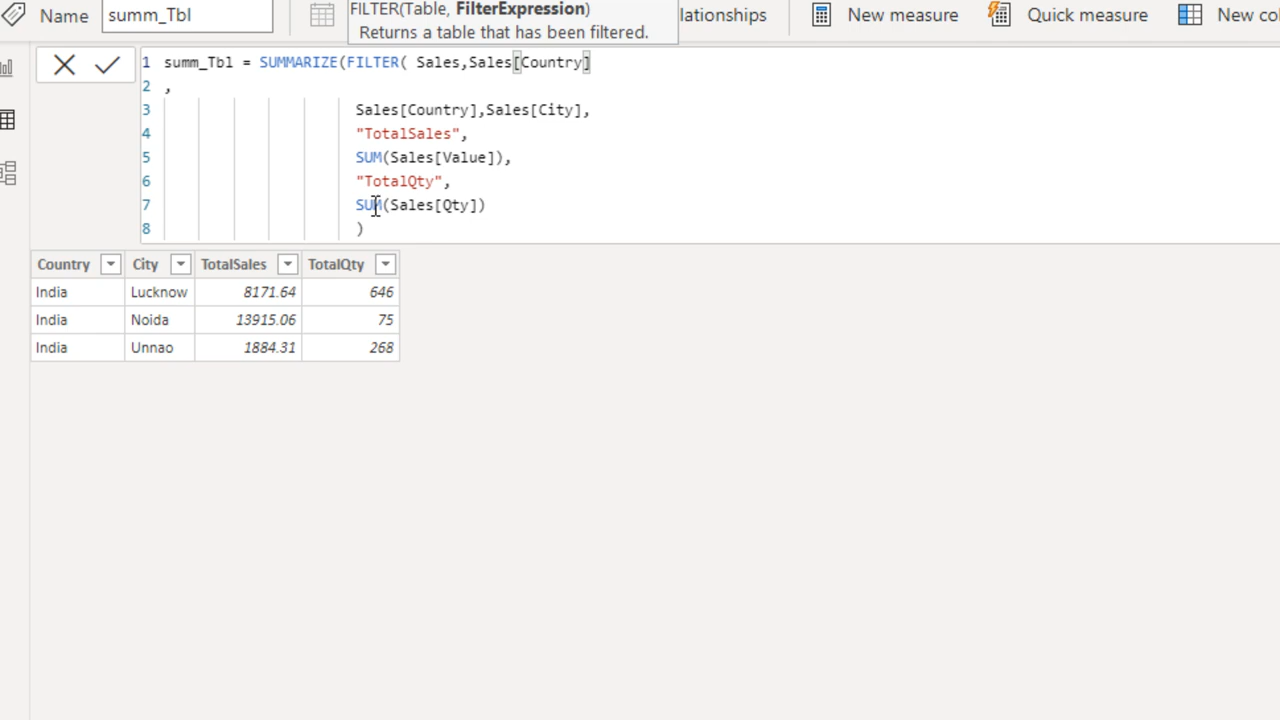 Name summ_Tbl FILTER(Table, FilterExpression) lationships New measure Quick measure New col
Returns a table that has been filtered.
1 summ_Tbl = SUMMARIZE(FILTER( Sales,Sales[Country]
2 ,
3 Sales[Country],Sales[City],
4 "TotalSales",
5 SUM(Sales[Value]),
6 "TotalQty",
7 SUM(Sales[Qty])
8 )
Country City TotalSales TotalQty
India Lucknow 8171.64 646
India Noida 13915.06 75
India Unnao 1884.31 268